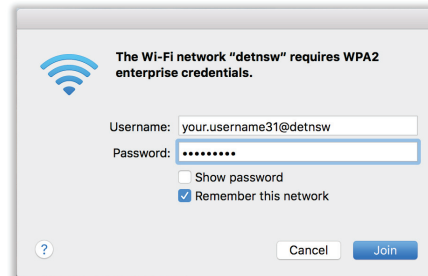 The Wi-Fi network “detnsw” requires WPA2
enterprise credentials.
Username: your.username31@detnsw
Password: •••••••••
Show password
Remember this network
? Cancel Join